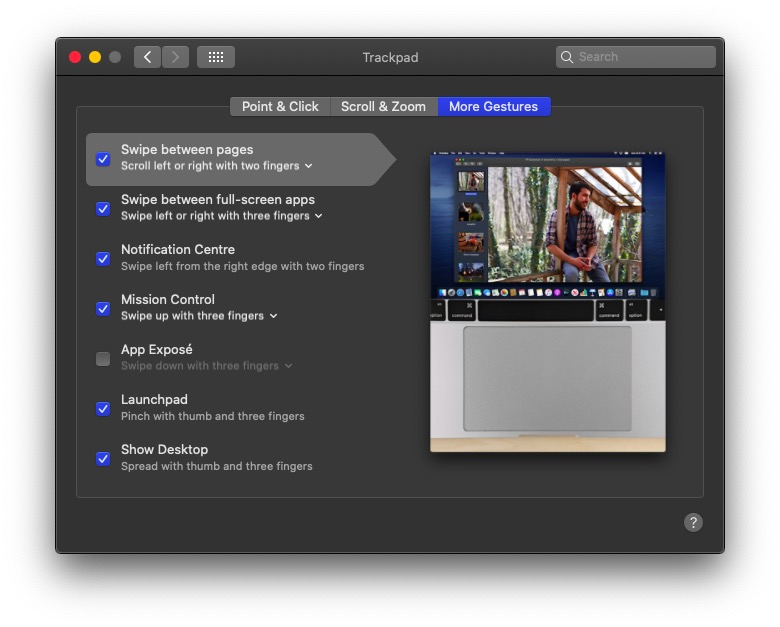 Trackpad
Search
Point & Click
Scroll & Zoom
More Gestures
Swipe between pages
Scroll left or right with two fingers
Swipe between full-screen apps
Swipe left or right with three fingers
Notification Centre
Swipe left from the right edge with two fingers
Mission Control
Swipe up with three fingers
App Exposé
Swipe down with three fingers
Launchpad
Pinch with thumb and three fingers
Show Desktop
Spread with thumb and three fingers
command
command
option
?